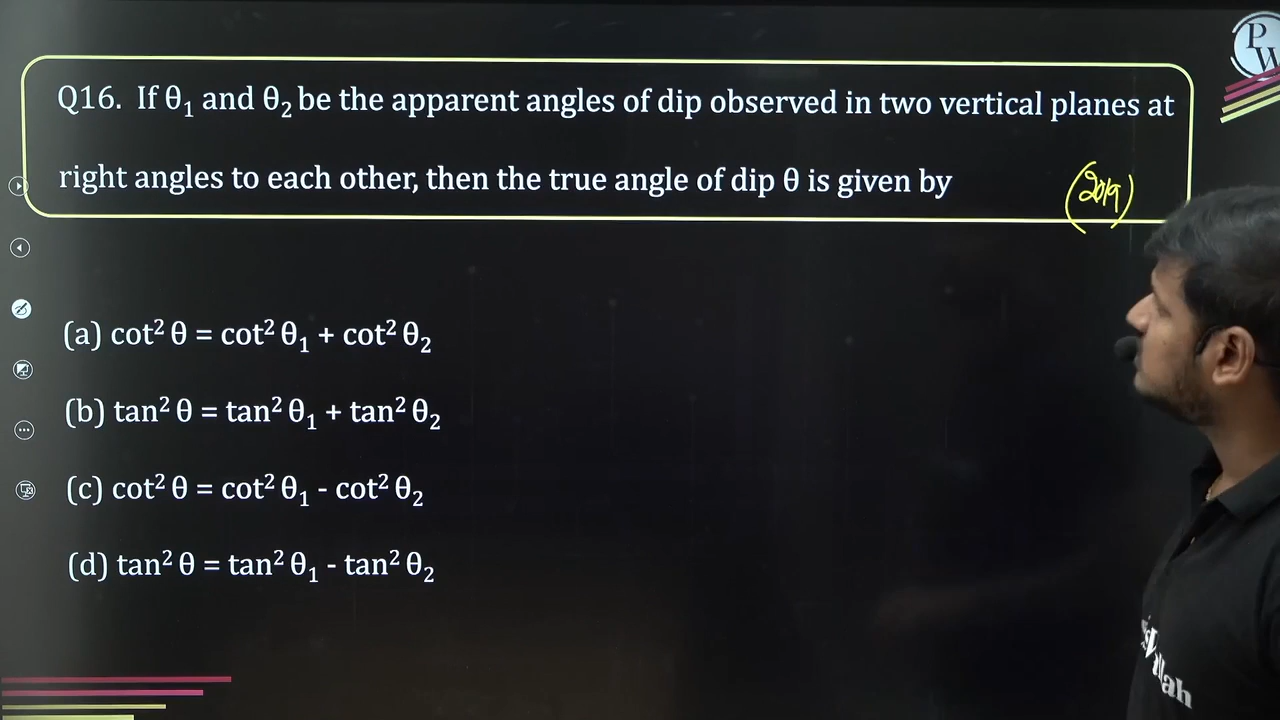 P
W
Q16. If θ₁ and θ₂ be the apparent angles of dip observed in two vertical planes at
right angles to each other, then the true angle of dip θ is given by
(2019)
(a) cot² θ = cot² θ₁ + cot² θ₂
(b) tan² θ = tan² θ₁ + tan² θ₂
(c) cot² θ = cot² θ₁ - cot² θ₂
(d) tan² θ = tan² θ₁ - tan² θ₂